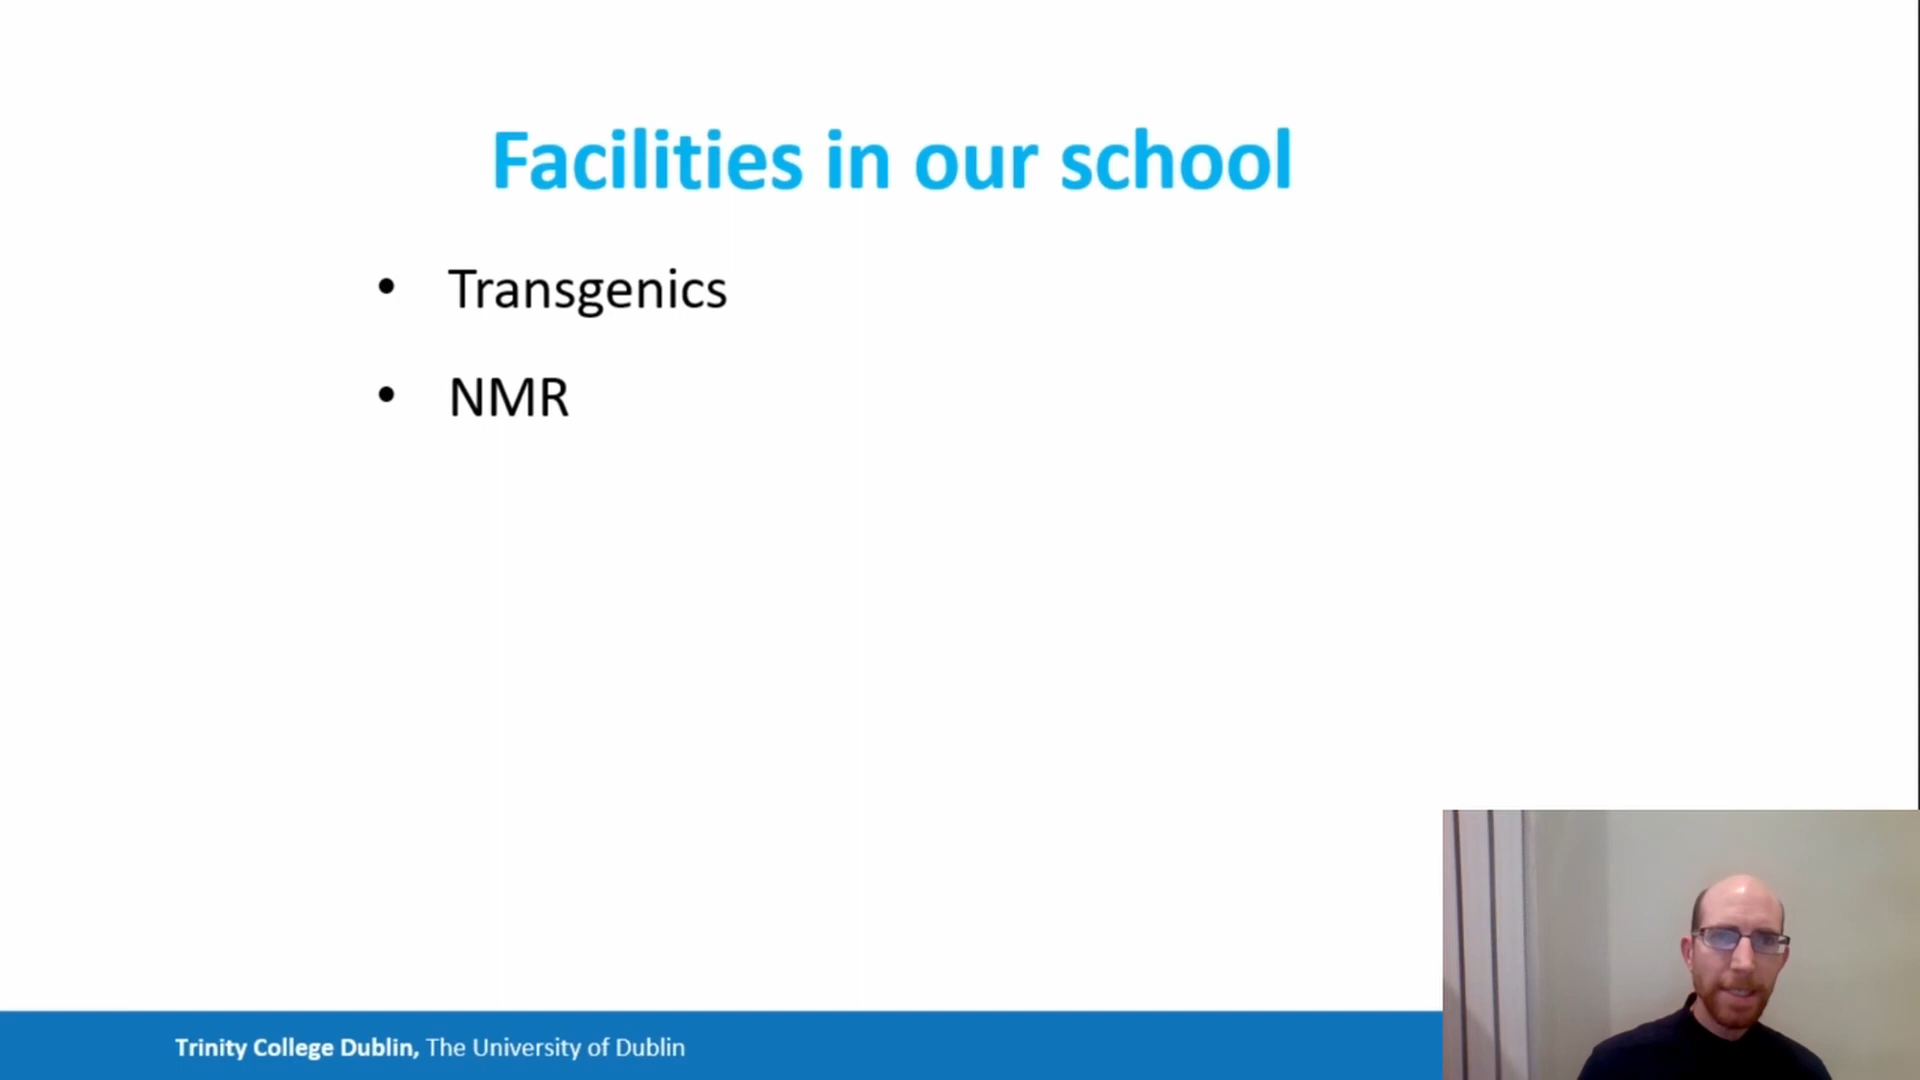 Facilities in our school
• Transgenics
• NMR
Trinity College Dublin, The University of Dublin